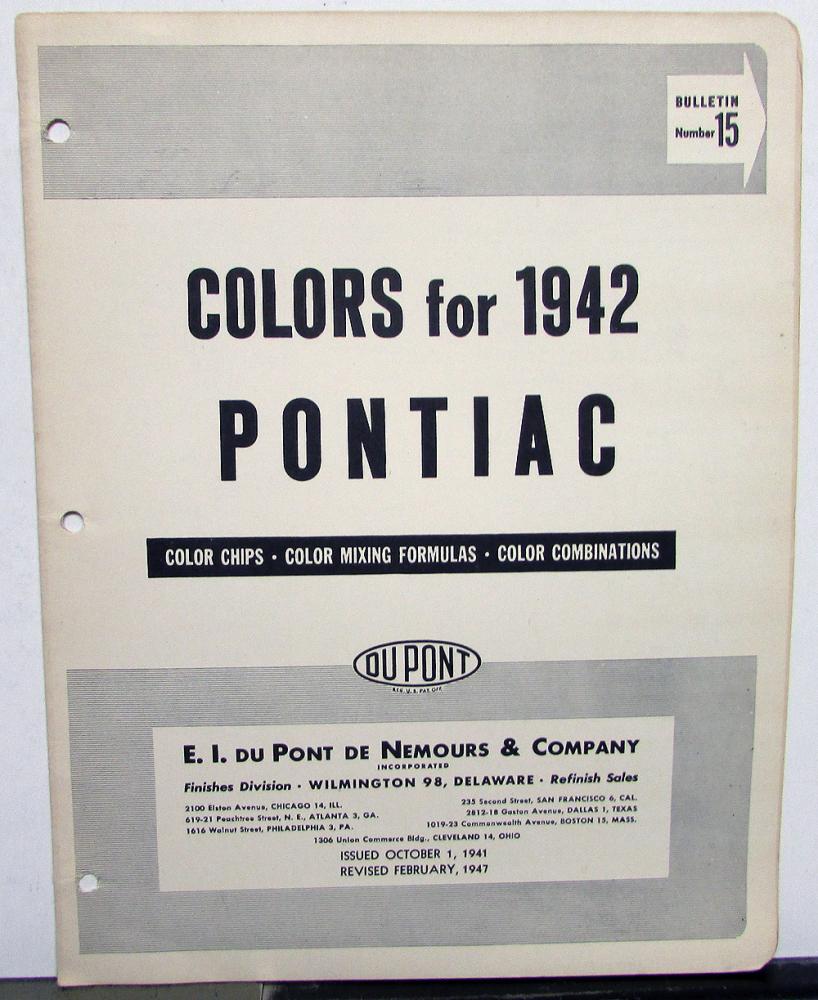 BULLETIN
Number 15
COLORS for 1942
PONTIAC
COLOR CHIPS · COLOR MIXING FORMULAS · COLOR COMBINATIONS
DU PONT
REG. U. S. PAT. OFF.
E. I. DU PONT DE NEMOURS & COMPANY
INCORPORATED
Finishes Division · WILMINGTON 98, DELAWARE · Refinish Sales
2100 Elston Avenue, CHICAGO 14, ILL.
619-21 Peachtree Street, N. E., ATLANTA 3, GA.
1616 Walnut Street, PHILADELPHIA 3, PA.
235 Second Street, SAN FRANCISCO 6, CAL.
2812-18 Gaston Avenue, DALLAS 1, TEXAS
1019-23 Commonwealth Avenue, BOSTON 15, MASS.
1306 Union Commerce Bldg., CLEVELAND 14, OHIO
ISSUED OCTOBER 1, 1941
REVISED FEBRUARY, 1947